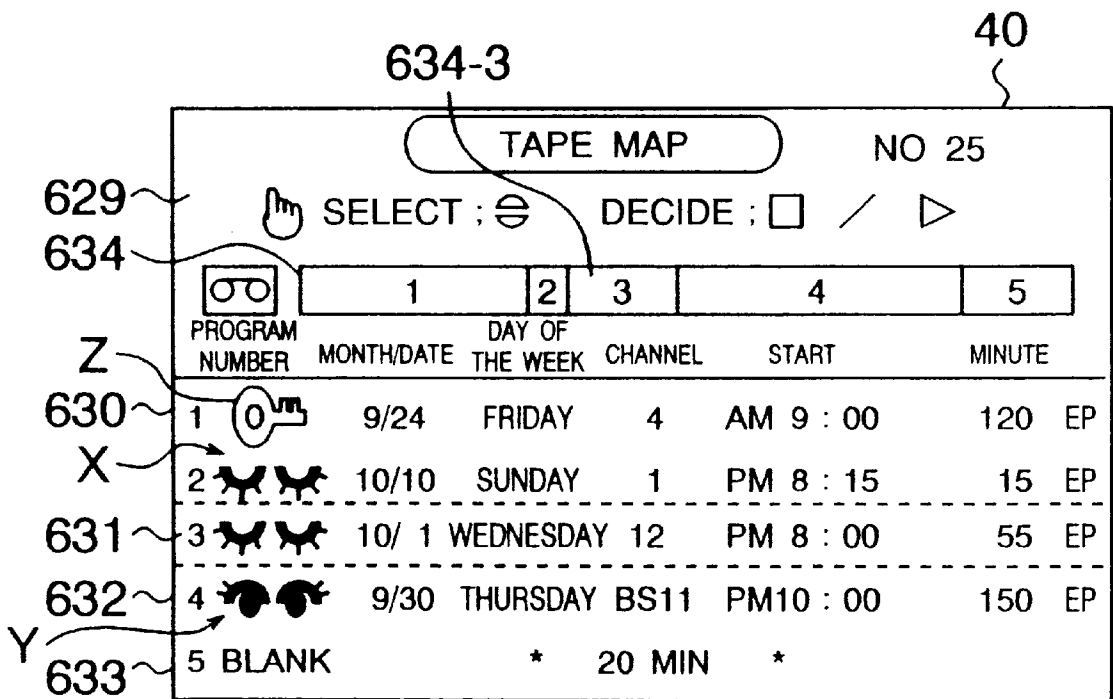 40
634-3
TAPE MAP NO 25
629 SELECT ; DECIDE ; /
634
1 2 3 4 5
PROGRAM NUMBER MONTH/DATE DAY OF THE WEEK CHANNEL START MINUTE
Z
630 1 9/24 FRIDAY 4 AM 9 : 00 120 EP
X
2 10/10 SUNDAY 1 PM 8 : 15 15 EP
631 3 10/ 1 WEDNESDAY 12 PM 8 : 00 55 EP
632 4 9/30 THURSDAY BS11 PM10 : 00 150 EP
Y
633 5 BLANK * 20 MIN *